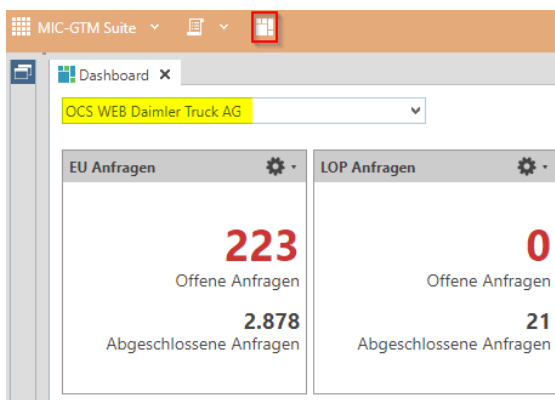 MIC-GTM Suite
Dashboard
OCS WEB Daimler Truck AG
EU Anfragen
LOP Anfragen
223
Offene Anfragen
2.878
Abgeschlossene Anfragen
0
Offene Anfragen
21
Abgeschlossene Anfragen